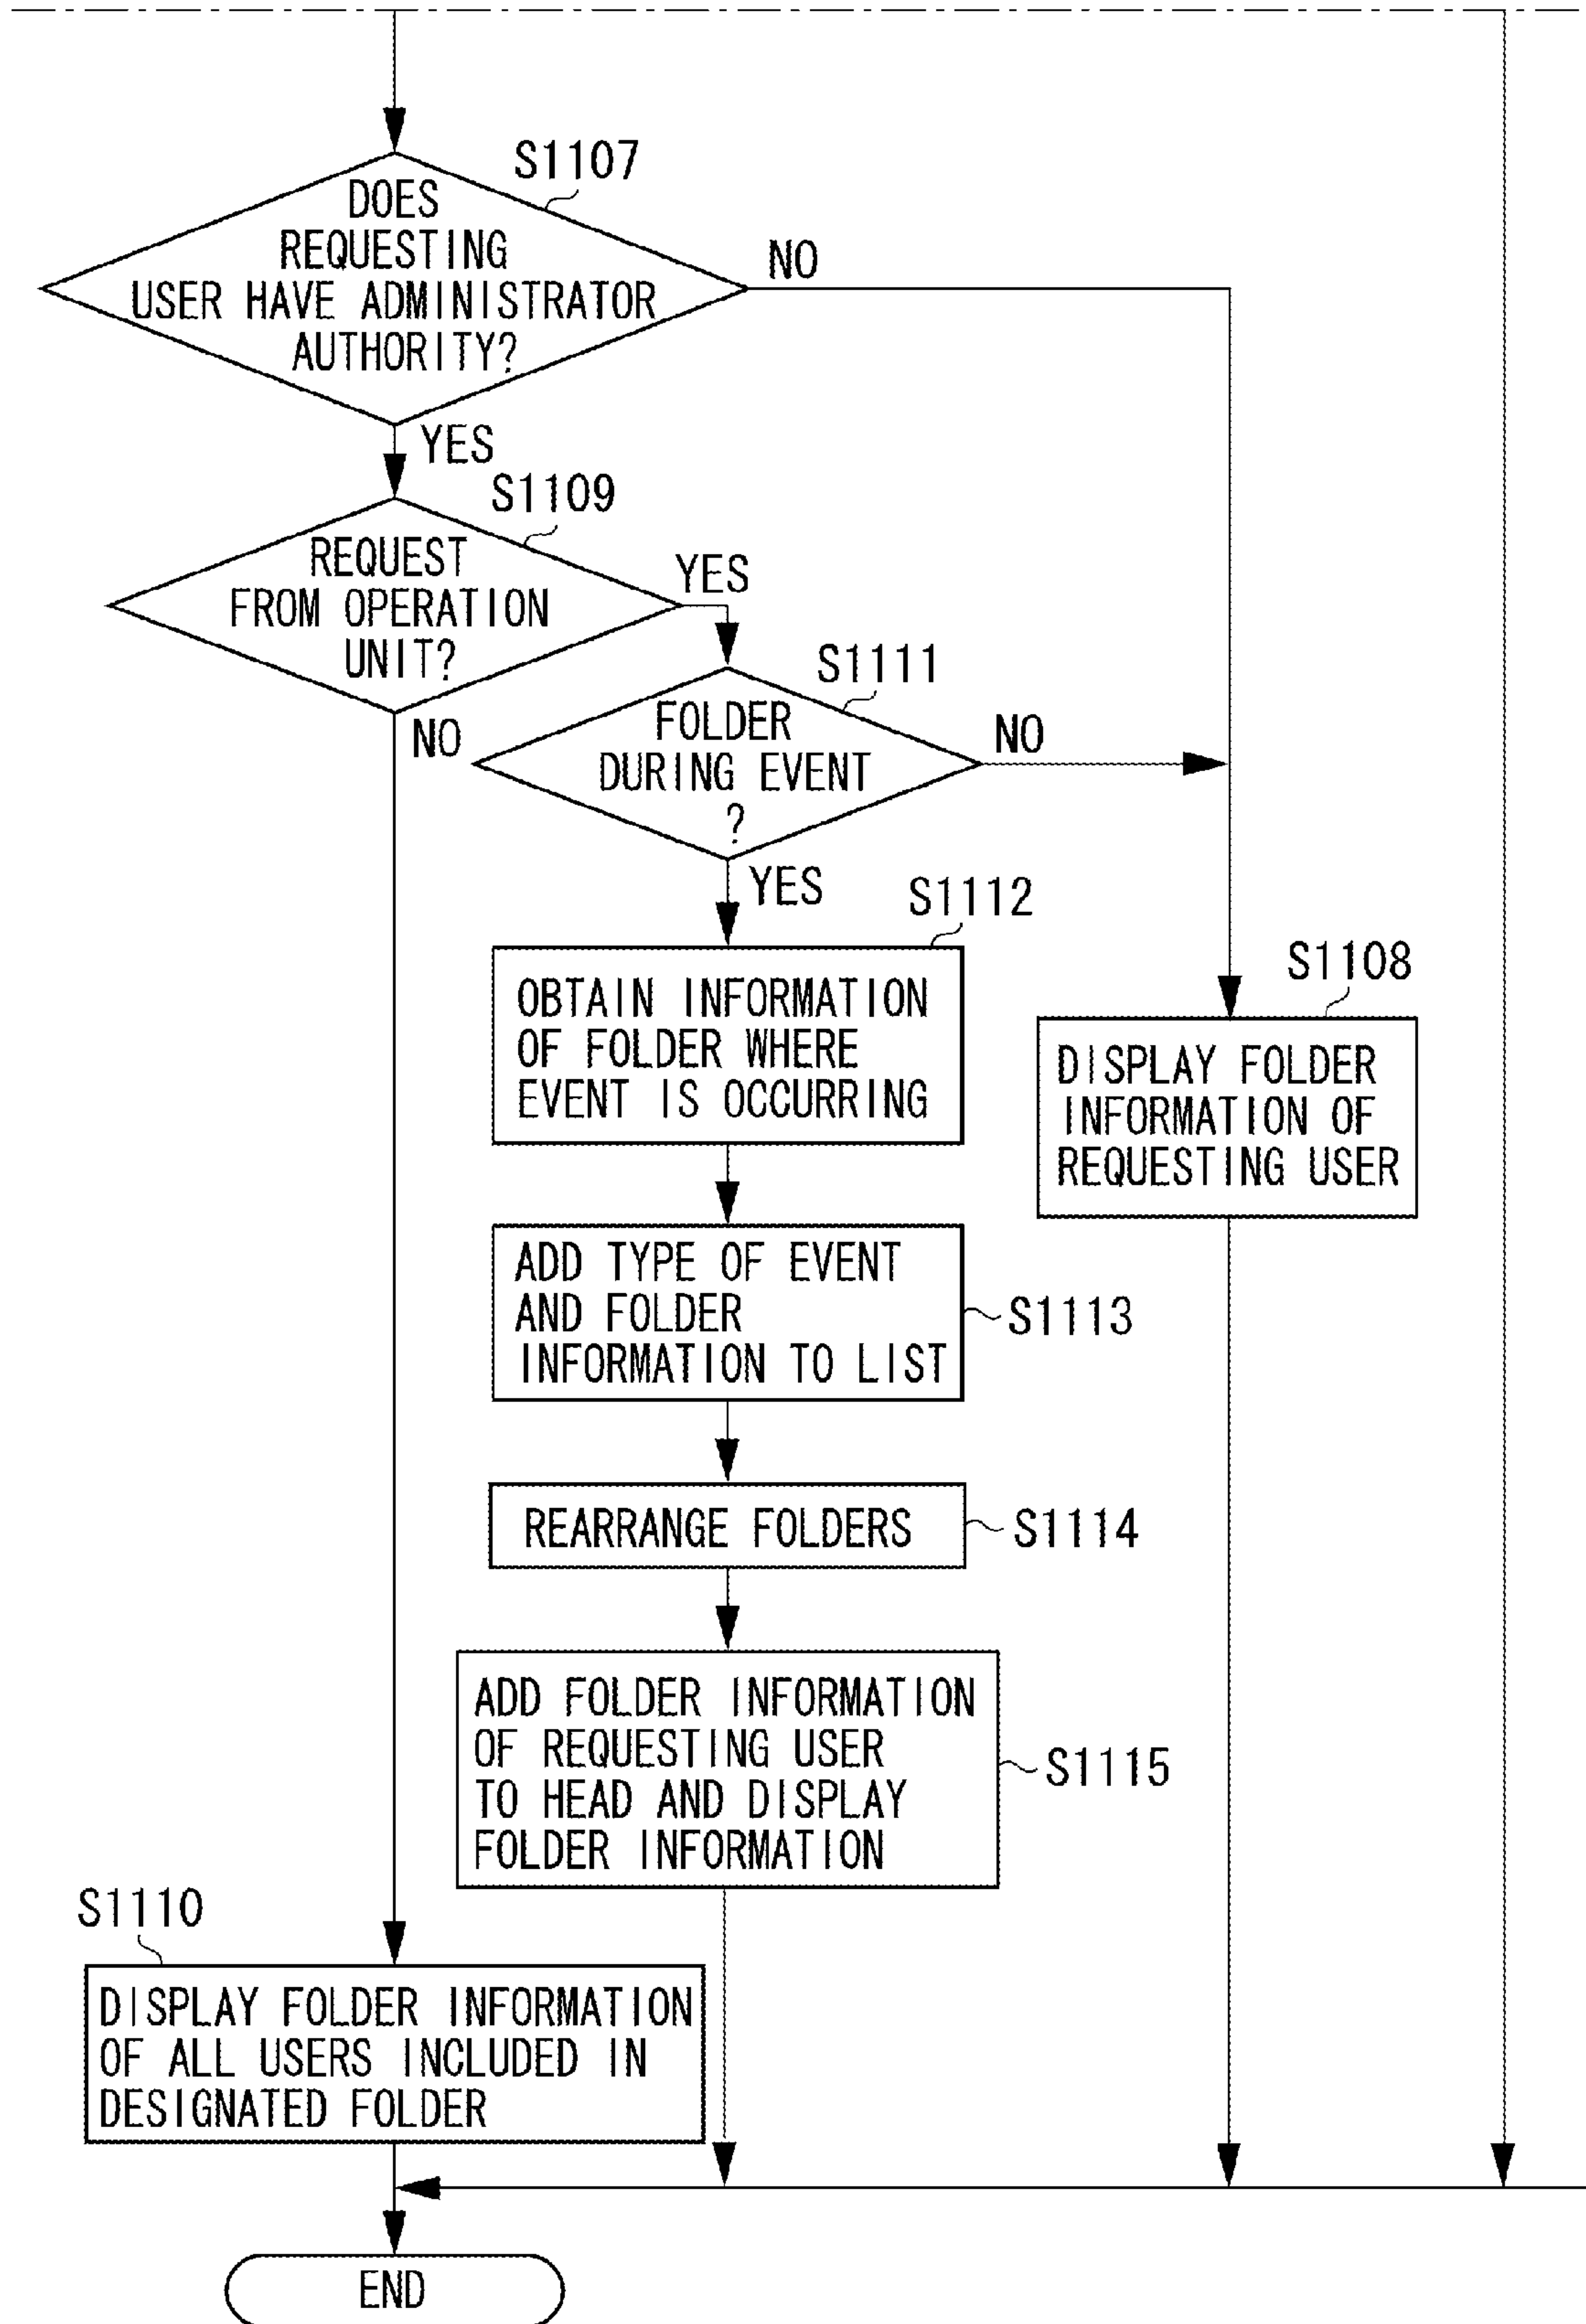 S1107
DOES
REQUESTING
USER HAVE ADMINISTRATOR
AUTHORITY?
NO
YES
S1109
REQUEST
FROM OPERATION
UNIT?
YES
NO
S1111
FOLDER
DURING EVENT
?
NO
YES
S1112
OBTAIN INFORMATION
OF FOLDER WHERE
EVENT IS OCCURRING
S1108
DISPLAY FOLDER
INFORMATION OF
REQUESTING USER
ADD TYPE OF EVENT
AND FOLDER
INFORMATION TO LIST
S1113
REARRANGE FOLDERS
S1114
ADD FOLDER INFORMATION
OF REQUESTING USER
TO HEAD AND DISPLAY
FOLDER INFORMATION
S1115
S1110
DISPLAY FOLDER INFORMATION
OF ALL USERS INCLUDED IN
DESIGNATED FOLDER
END